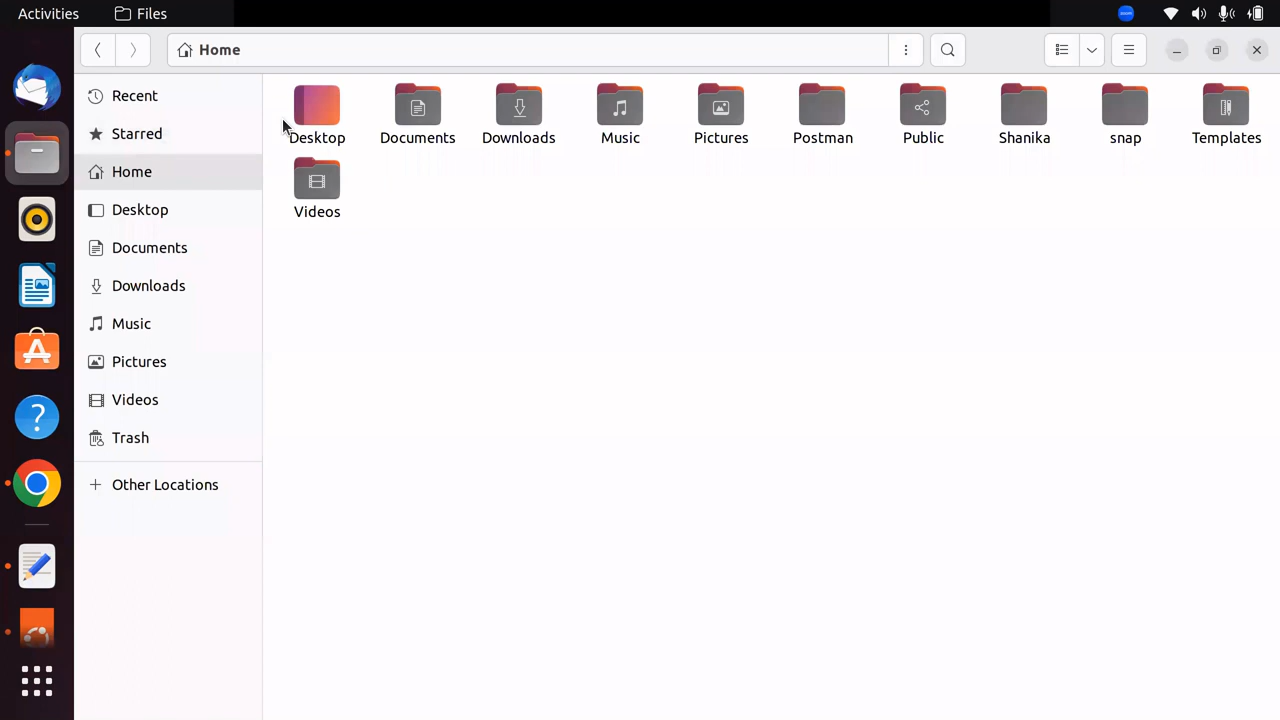 Activities Files
Home
Recent
Starred
Home
Desktop
Documents
Downloads
Music
Pictures
Videos
Trash
Other Locations
Desktop Documents Downloads Music Pictures Postman Public Shanika snap Templates
Videos